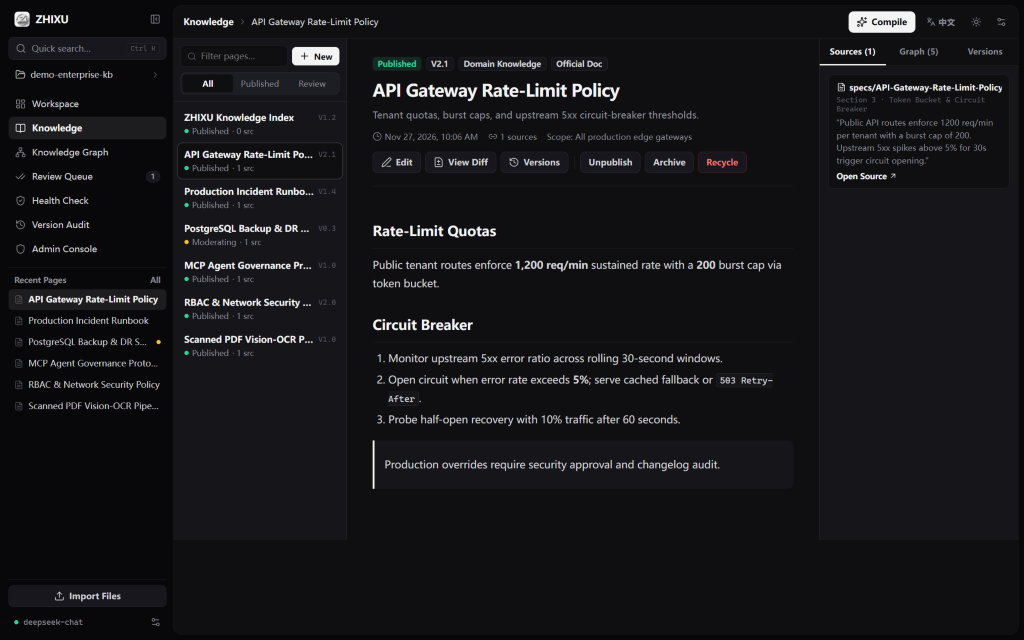 ZHIXU
Quick search...
Ctrl K
demo-enterprise-kb
Workspace
Knowledge
Knowledge Graph
Review Queue
1
Health Check
Version Audit
Admin Console
Recent Pages
All
API Gateway Rate-Limit Policy
Production Incident Runbook
PostgreSQL Backup & DR S...
MCP Agent Governance Proto...
RBAC & Network Security Policy
Scanned PDF Vision-OCR Pipe...
Import Files
deepseek-chat
Knowledge > API Gateway Rate-Limit Policy
Compile
中文
Filter pages...
New
All
Published
Review
ZHIXU Knowledge Index
V1.2
Published · 0 src
API Gateway Rate-Limit Po...
V2.1
Published · 1 src
Production Incident Runbo...
V1.4
Published · 1 src
PostgreSQL Backup & DR ...
V0.3
Moderating · 1 src
MCP Agent Governance Pr...
V1.0
Published · 1 src
RBAC & Network Security ...
V2.0
Published · 1 src
Scanned PDF Vision-OCR P...
V1.0
Published · 1 src
Published
V2.1
Domain Knowledge
Official Doc
API Gateway Rate-Limit Policy
Tenant quotas, burst caps, and upstream 5xx circuit-breaker thresholds.
Nov 27, 2026, 10:06 AM
1 sources
Scope: All production edge gateways
Edit
View Diff
Versions
Unpublish
Archive
Recycle
Rate-Limit Quotas
Public tenant routes enforce 1,200 req/min sustained rate with a 200 burst cap via
token bucket.
Circuit Breaker
1. Monitor upstream 5xx error ratio across rolling 30-second windows.
2. Open circuit when error rate exceeds 5%; serve cached fallback or 503 Retry-
After .
3. Probe half-open recovery with 10% traffic after 60 seconds.
Production overrides require security approval and changelog audit.
Sources (1)
Graph (5)
Versions
specs/API-Gateway-Rate-Limit-Policy
Section 3 · Token Bucket & Circuit
Breaker
"Public API routes enforce 1200 req/min
per tenant with a burst cap of 200.
Upstream 5xx spikes above 5% for 30s
trigger circuit opening."
Open Source